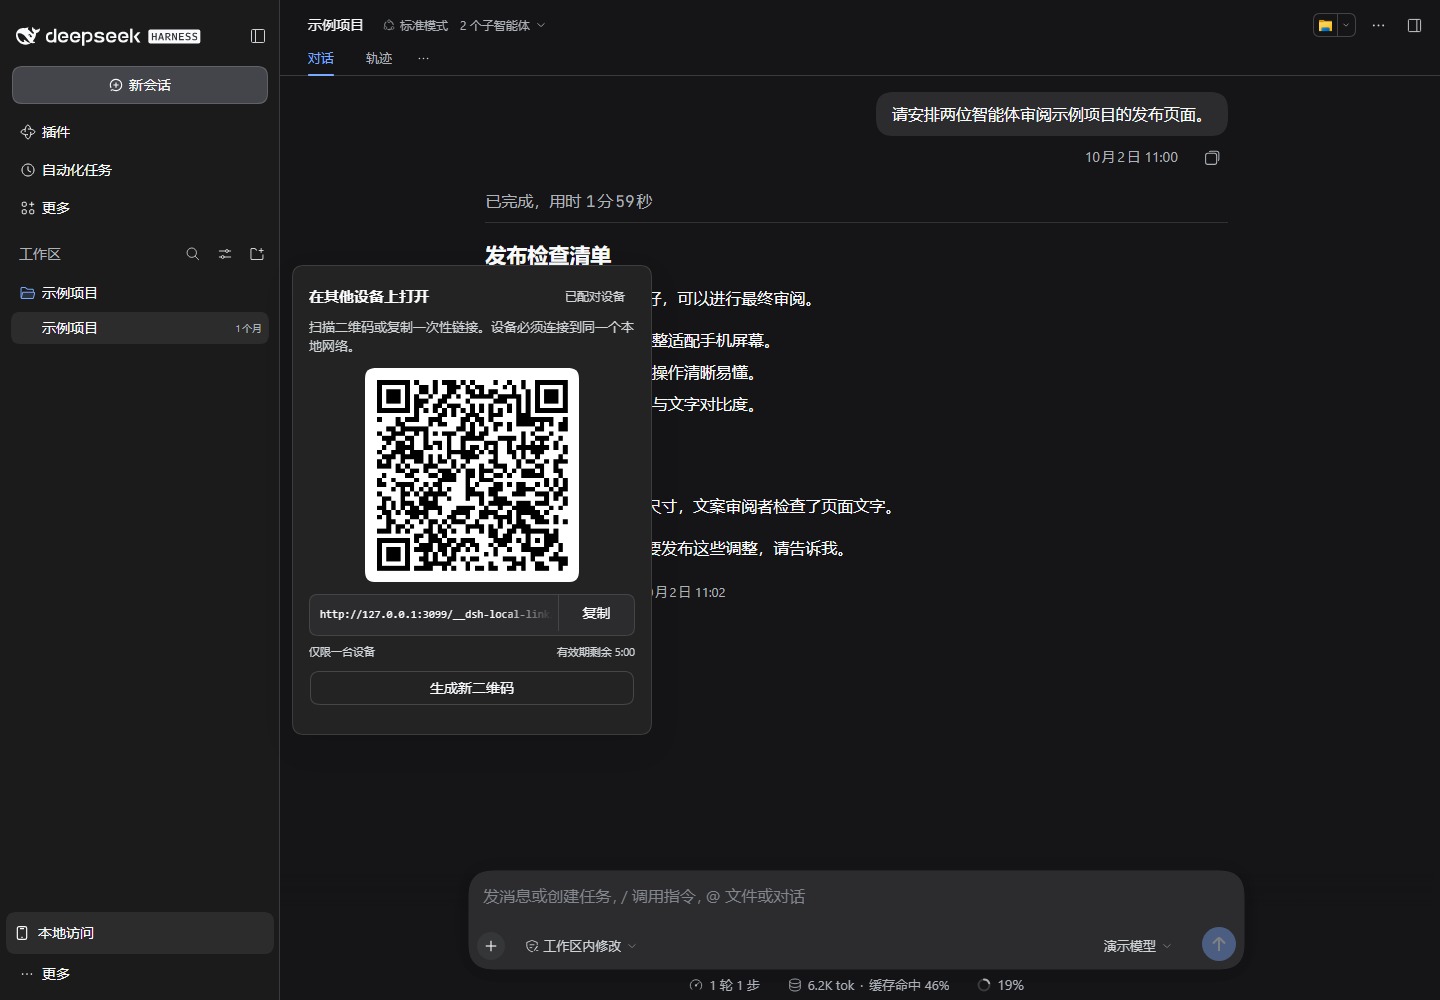 deepseek HARNESS
新会话
插件
自动化任务
更多
工作区
示例项目
示例项目 1个月
本地访问
更多
示例项目 标准模式 2 个子智能体
对话 轨迹
请安排两位智能体审阅示例项目的发布页面。
10月2日 11:00
已完成，用时 1分59秒
发布检查清单
好，可以进行最终审阅。
整适配手机屏幕。
操作清晰易懂。
与文字对比度。
尺寸，文案审阅者检查了页面文字。
要发布这些调整，请告诉我。
月2日 11:02
在其他设备上打开 已配对设备
扫描二维码或复制一次性链接。设备必须连接到同一个本
地网络。
http://127.0.0.1:3099/__dsh-local-link 复制
仅限一台设备 有效期剩余 5:00
生成新二维码
发消息或创建任务, / 调用指令, @ 文件或对话
工作区内修改 演示模型
1 轮 1 步 6.2K tok · 缓存命中 46% 19%